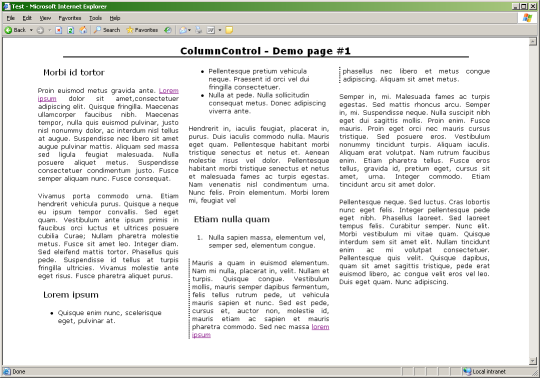 Test - Microsoft Internet Explorer
File Edit View Favorites Tools Help
Back Search Favorites
ColumnControl - Demo page #1
Morbi id tortor
Proin euismod metus gravida ante. Lorem
ipsum dolor sit amet,consectetuer
adipiscing elit. Quisque fringilla. Maecenas
ullamcorper faucibus nibh. Maecenas
tempor, nulla quis euismod pulvinar, justo
nisl nonummy dolor, ac interdum nisl tellus
at augue. Suspendisse nec libero sit amet
augue pulvinar mattis. Aliquam sed massa
sed ligula feugiat malesuada. Nulla
posuere aliquet metus. Suspendisse
consectetuer condimentum justo. Fusce
semper aliquam nunc. Fusce consequat.
Vivamus porta commodo urna. Etiam
hendrerit vehicula purus. Quisque a neque
eu ipsum tempor convallis. Sed eget
quam. Vestibulum ante ipsum primis in
faucibus orci luctus et ultrices posuere
cubilia Curae; Nullam pharetra molestie
metus. Fusce sit amet leo. Integer diam.
Sed eleifend mattis tortor. Phasellus quis
pede. Suspendisse id tellus at turpis
fringilla ultricies. Vivamus molestie ante
eget risus. Fusce pharetra aliquet purus.
Lorem ipsum
• Quisque enim nunc, scelerisque
eget, pulvinar at.
• Pellentesque pretium vehicula
neque. Praesent id orci vel dui
fringilla consectetuer.
• Nulla at pede. Nulla sollicitudin
consequat metus. Donec adipiscing
viverra ante.
Hendrerit in, iaculis feugiat, placerat in,
purus. Duis iaculis commodo nulla. Mauris
eget quam. Pellentesque habitant morbi
tristique senectus et netus et. Aenean
molestie risus vel dolor. Pellentesque
habitant morbi tristique senectus et netus
et malesuada fames ac turpis egestas.
Nam venenatis nisl condimentum urna.
Nunc felis. Proin elementum. Morbi lorem
mi, feugiat vel
Etiam nulla quam
1. Nulla sapien massa, elementum vel,
semper sed, elementum congue.
Mauris a quam in euismod elementum.
Nam mi nulla, placerat in, velit. Nullam et
turpis. Quisque congue. Vestibulum
mollis, mauris semper dapibus fermentum,
felis tellus rutrum pede, ut vehicula
mauris sapien et nunc. Sed est pede,
cursus et, auctor non, molestie id,
mauris etiam ac sapien et mauris
pharetra commodo. Sed nec massa lorem
ipsum
phasellus nec libero et metus congue
adipiscing. Aliquam sit amet metus.
Semper in, mi. Malesuada fames ac turpis
egestas. Sed mattis rhoncus arcu. Semper
in, mi. Suspendisse neque. Nulla suscipit nibh
eget dui sagittis mollis. Proin enim. Fusce
mauris. Proin eget orci nec mauris cursus
tristique. Sed posuere eros. Vestibulum
nonummy tincidunt turpis. Aliquam iaculis.
Aliquam erat volutpat. Nam rutrum faucibus
enim. Etiam pharetra tellus. Fusce eros
tellus, gravida id, pretium eget, cursus sit
amet, urna. Integer commodo. Etiam
tincidunt arcu sit amet dolor.
Pellentesque neque. Sed luctus. Cras lobortis
nunc eget felis. Integer pellentesque pede
eget nibh. Phasellus laoreet. Sed laoreet
tempus felis. Curabitur semper. Nunc elit.
Morbi vestibulum mi vitae quam. Quisque
interdum sem sit amet elit. Nullam tincidunt
enim ac mi volutpat consectetuer.
Pellentesque quis velit. Quisque dapibus,
quam sit amet sagittis tristique, pede erat
euismod libero, ac congue velit eros vel leo.
Duis eget quam. Nunc adipiscing.
Done Local intranet